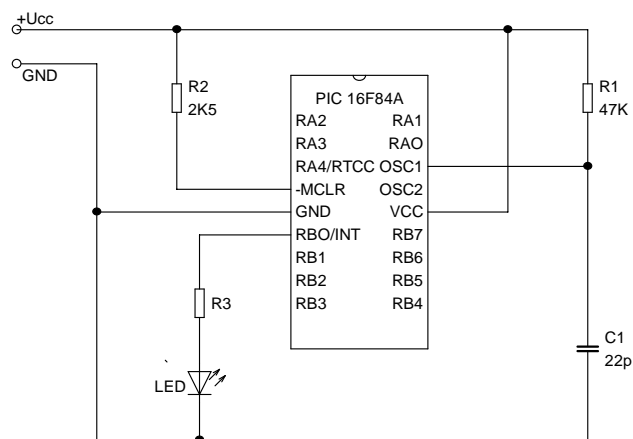 +Ucc
GND
R2
2K5
PIC 16F84A
RA2
RA3
RA4/RTCC
-MCLR
GND
RBO/INT
RB1
RB2
RB3
RA1
RAO
OSC1
OSC2
VCC
RB7
RB6
RB5
RB4
R1
47K
R3
LED
C1
22p